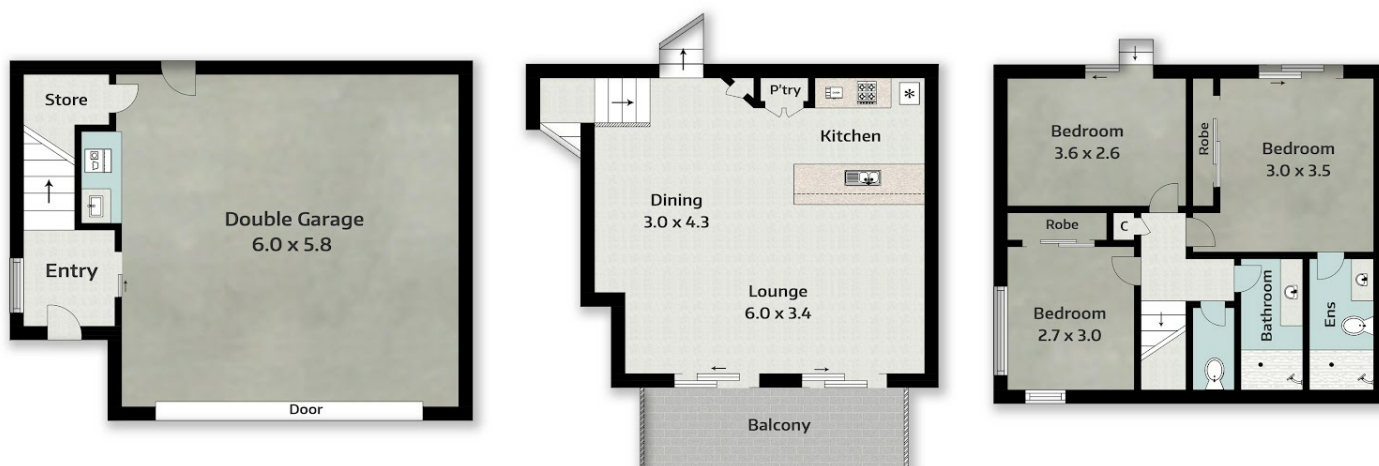 Store
Entry
Double Garage
6.0 x 5.8
Door
P'try
*
Kitchen
Dining
3.0 x 4.3
Lounge
6.0 x 3.4
Balcony
Bedroom
3.6 x 2.6
Robe
Bedroom
3.0 x 3.5
Robe
C
Bedroom
2.7 x 3.0
Bathroom
Ens